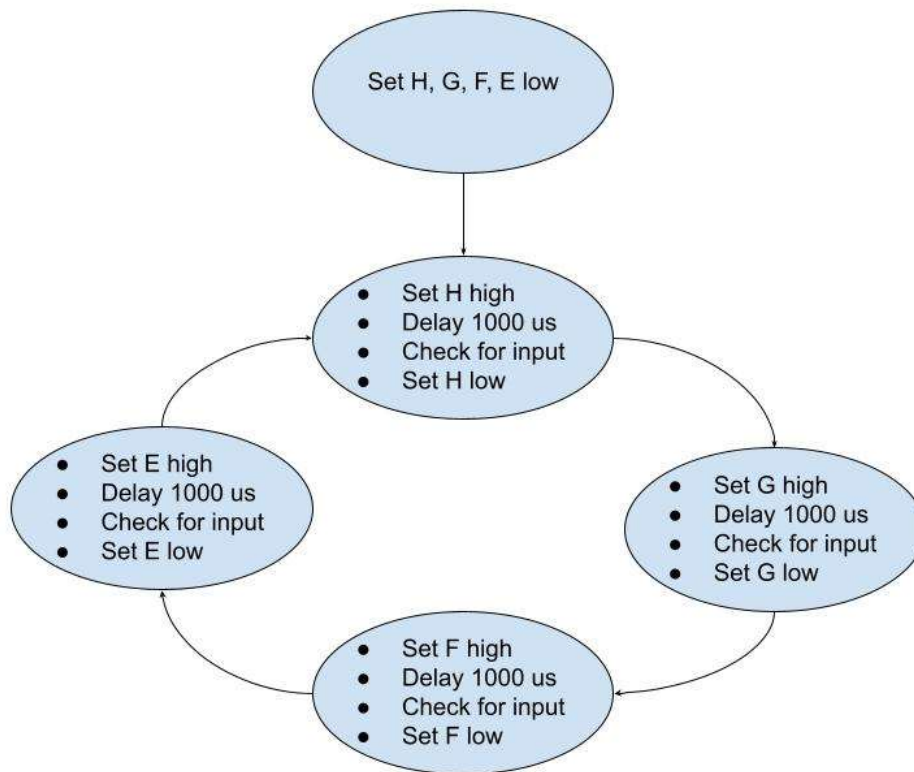 Set H, G, F, E low
● Set H high
● Delay 1000 us
● Check for input
● Set H low
● Set E high
● Delay 1000 us
● Check for input
● Set E low
● Set G high
● Delay 1000 us
● Check for input
● Set G low
● Set F high
● Delay 1000 us
● Check for input
● Set F low